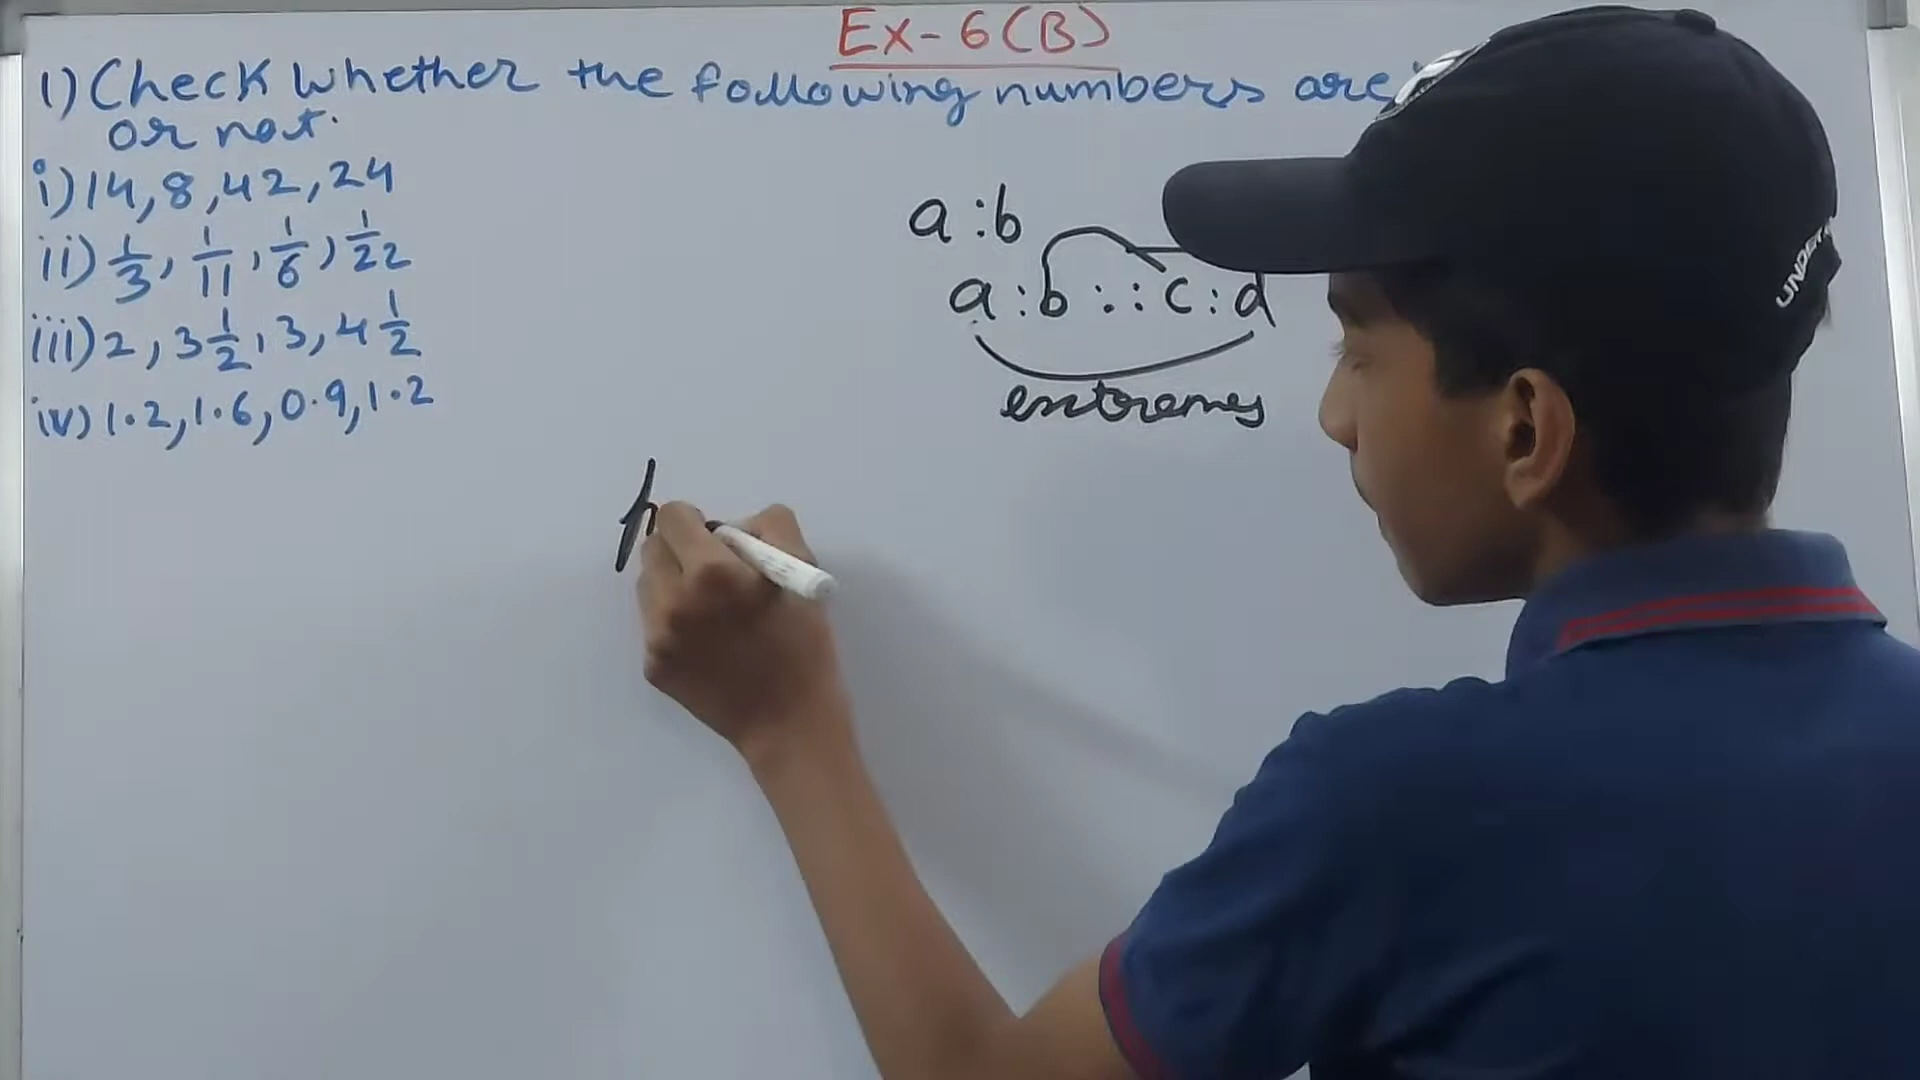 Ex-6(B)
1) Check whether the following numbers are
or not.
i) 14, 8, 42, 24
ii) 1/3, 1/11, 1/6, 1/22
iii) 2, 3 1/2, 3, 4 1/2
iv) 1.2, 1.6, 0.9, 1.2
a : b
a : b :: c : d
extremes
UNDER